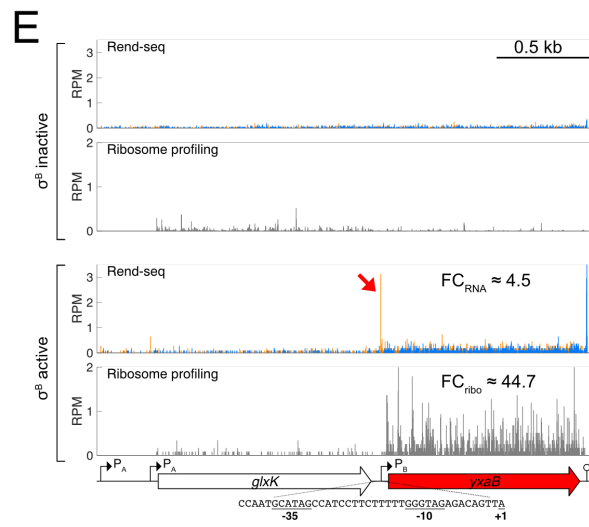 E
Rend-seq
0.5 kb
RPM
3
2
1
0
Ribosome profiling
RPM
2
1
0
σB inactive
Rend-seq
FCRNA ≈ 4.5
RPM
3
2
1
0
Ribosome profiling
FCribo ≈ 44.7
RPM
2
1
0
σB active
PA
PA
PB
glxK
yxaB
CCAATGCATAGCCATCCTTCTTTTTGGGTAGAGACAGTTA
-35
-10
+1